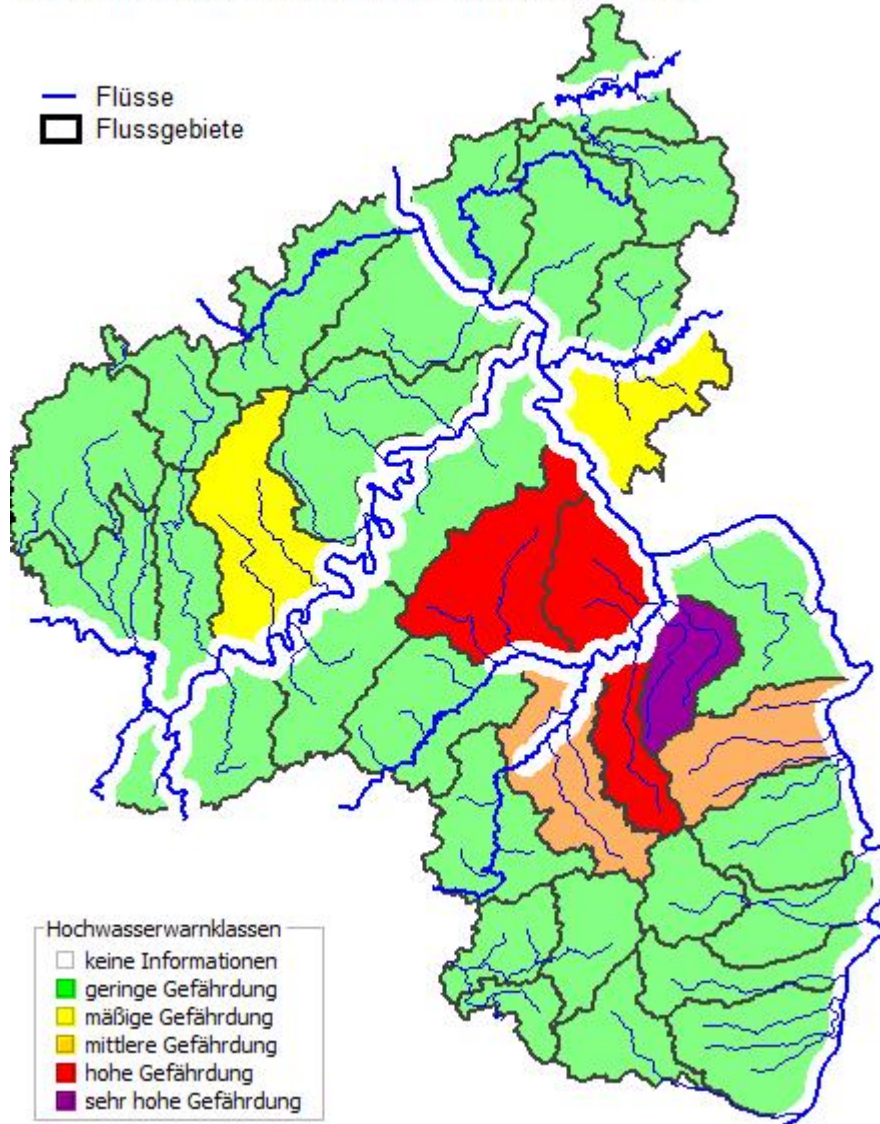 Flüsse
Flussgebiete
Hochwasserwarnklassen
keine Informationen
geringe Gefährdung
mäßige Gefährdung
mittlere Gefährdung
hohe Gefährdung
sehr hohe Gefährdung